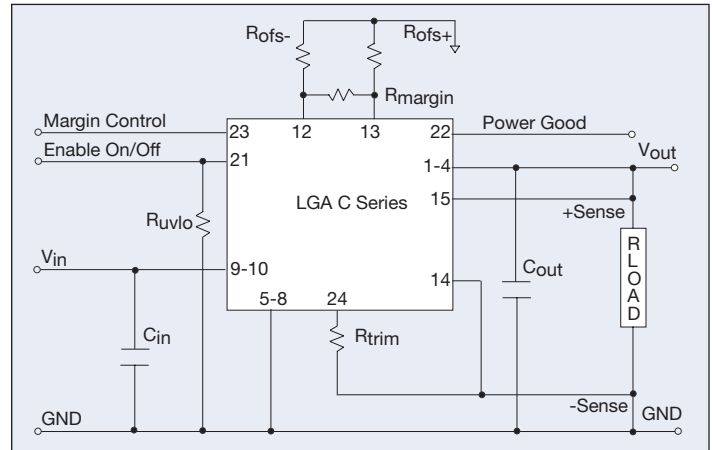 Rofs-
Rofs+
Rmargin
Margin Control
23
12
13
22
Power Good
Enable On/Off
21
1-4
Vout
LGA C Series
15
+Sense
Ruvlo
RLOAD
Vin
9-10
14
Cout
5-8
24
Cin
Rtrim
-Sense
GND
GND